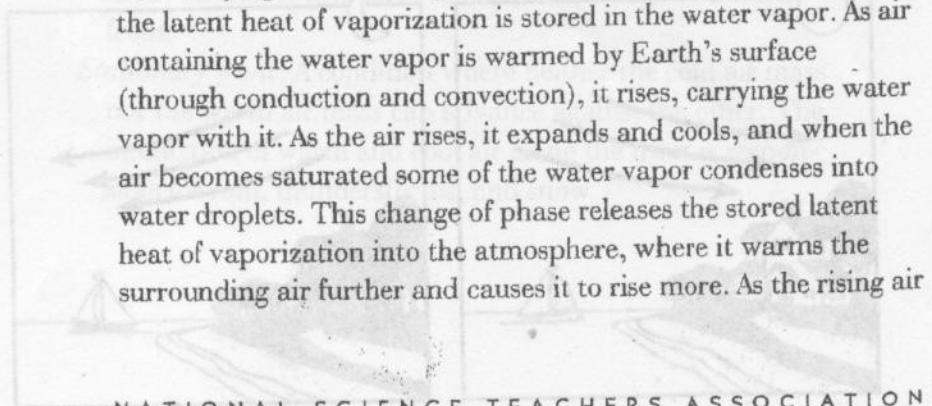 the latent heat of vaporization is stored in the water vapor. As air
containing the water vapor is warmed by Earth's surface
(through conduction and convection), it rises, carrying the water
vapor with it. As the air rises, it expands and cools, and when the
air becomes saturated some of the water vapor condenses into
water droplets. This change of phase releases the stored latent
heat of vaporization into the atmosphere, where it warms the
surrounding air further and causes it to rise more. As the rising air
NATIONAL SCIENCE TEACHERS ASSOCIATION